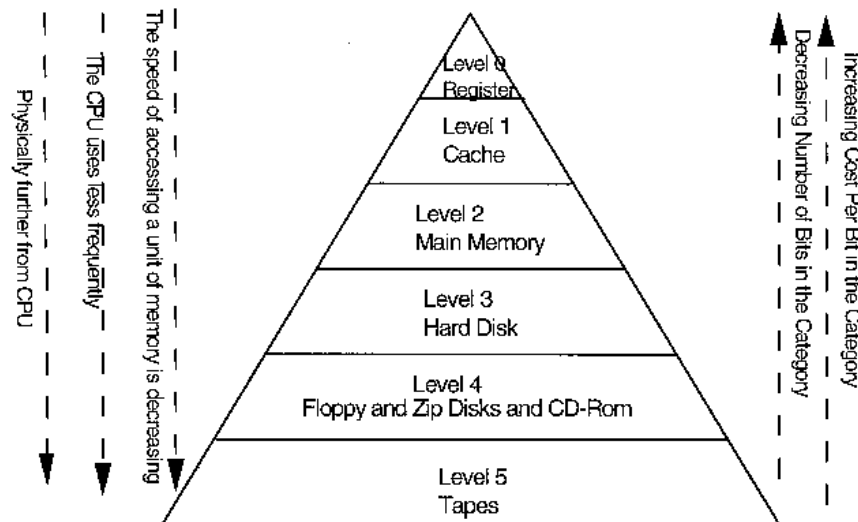 Physically further from CPU
The CPU uses less frequently
The speed of accessing a unit of memory is decreasing
Level 0
Register
Level 1
Cache
Level 2
Main Memory
Level 3
Hard Disk
Level 4
Floppy and Zip Disks and CD-Rom
Level 5
Tapes
Decreasing Number of Bits in the Category
Increasing Cost Per Bit in the Category